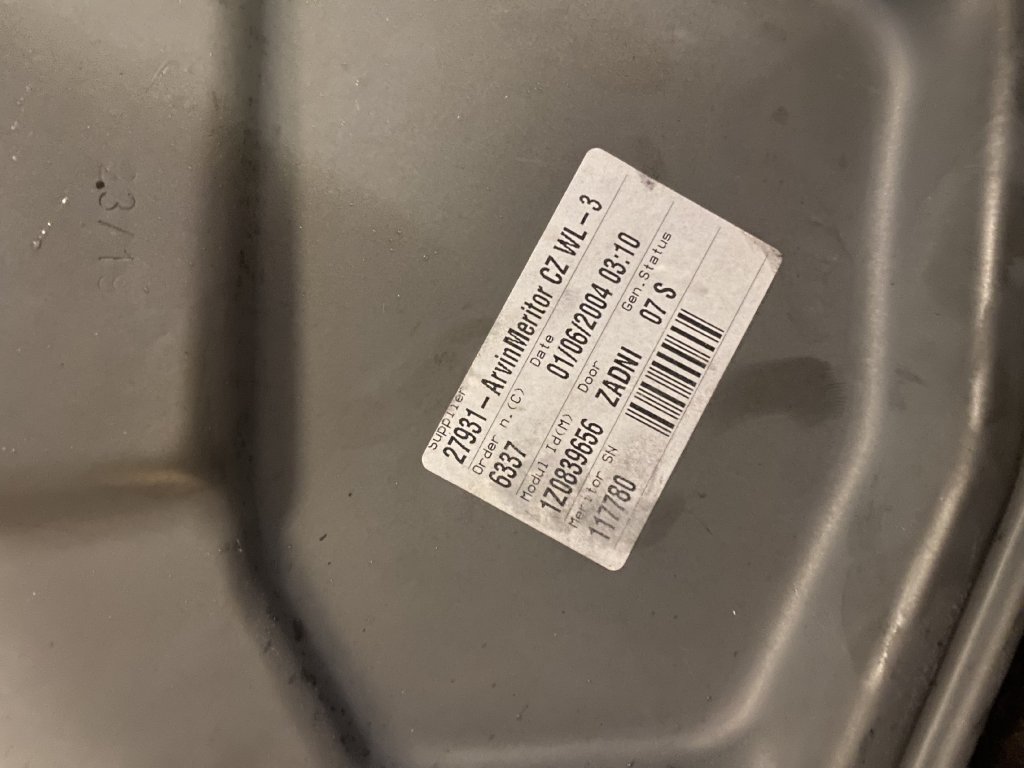 Supplier
27931-ArvinMeritor CZ WL-3
Order n.(C) Date
6337 01/06/2004 03:10
Modul Id(M) Door Gen.Status
1Z0839656 ZADNI 07 S
Meritor SN
117780